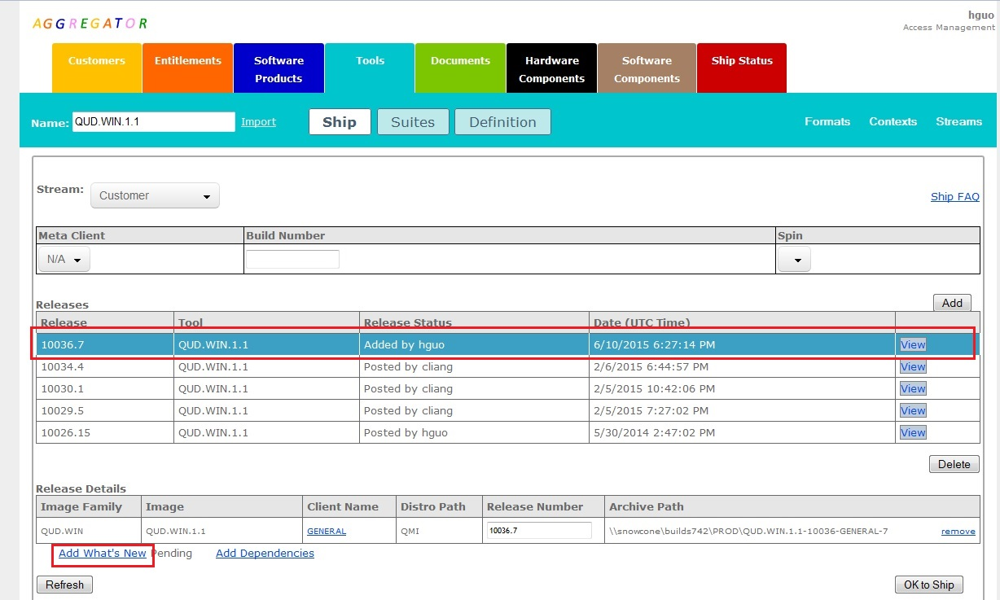 AGGREGATOR
hguo
Access Management
Customers Entitlements Software Products Tools Documents Hardware Components Software Components Ship Status
Name: QUD.WIN.1.1 Import Ship Suites Definition Formats Contexts Streams
Stream: Customer
Ship FAQ
Meta Client Build Number Spin
N/A
Releases Add
Release Tool Release Status Date (UTC Time)
10036.7 QUD.WIN.1.1 Added by hguo 6/10/2015 6:27:14 PM View
10034.4 QUD.WIN.1.1 Posted by cliang 2/6/2015 6:44:57 PM View
10030.1 QUD.WIN.1.1 Posted by cliang 2/5/2015 10:42:06 PM View
10029.5 QUD.WIN.1.1 Posted by cliang 2/5/2015 7:27:02 PM View
10026.15 QUD.WIN.1.1 Posted by hguo 5/30/2014 2:47:02 PM View
Delete
Release Details
Image Family Image Client Name Distro Path Release Number Archive Path
QUD.WIN QUD.WIN.1.1 GENERAL QMI 10036.7 \\snowcone\builds742\PROD\QUD.WIN.1.1-10036-GENERAL-7 remove
Add What's New Pending Add Dependencies
Refresh OK to Ship